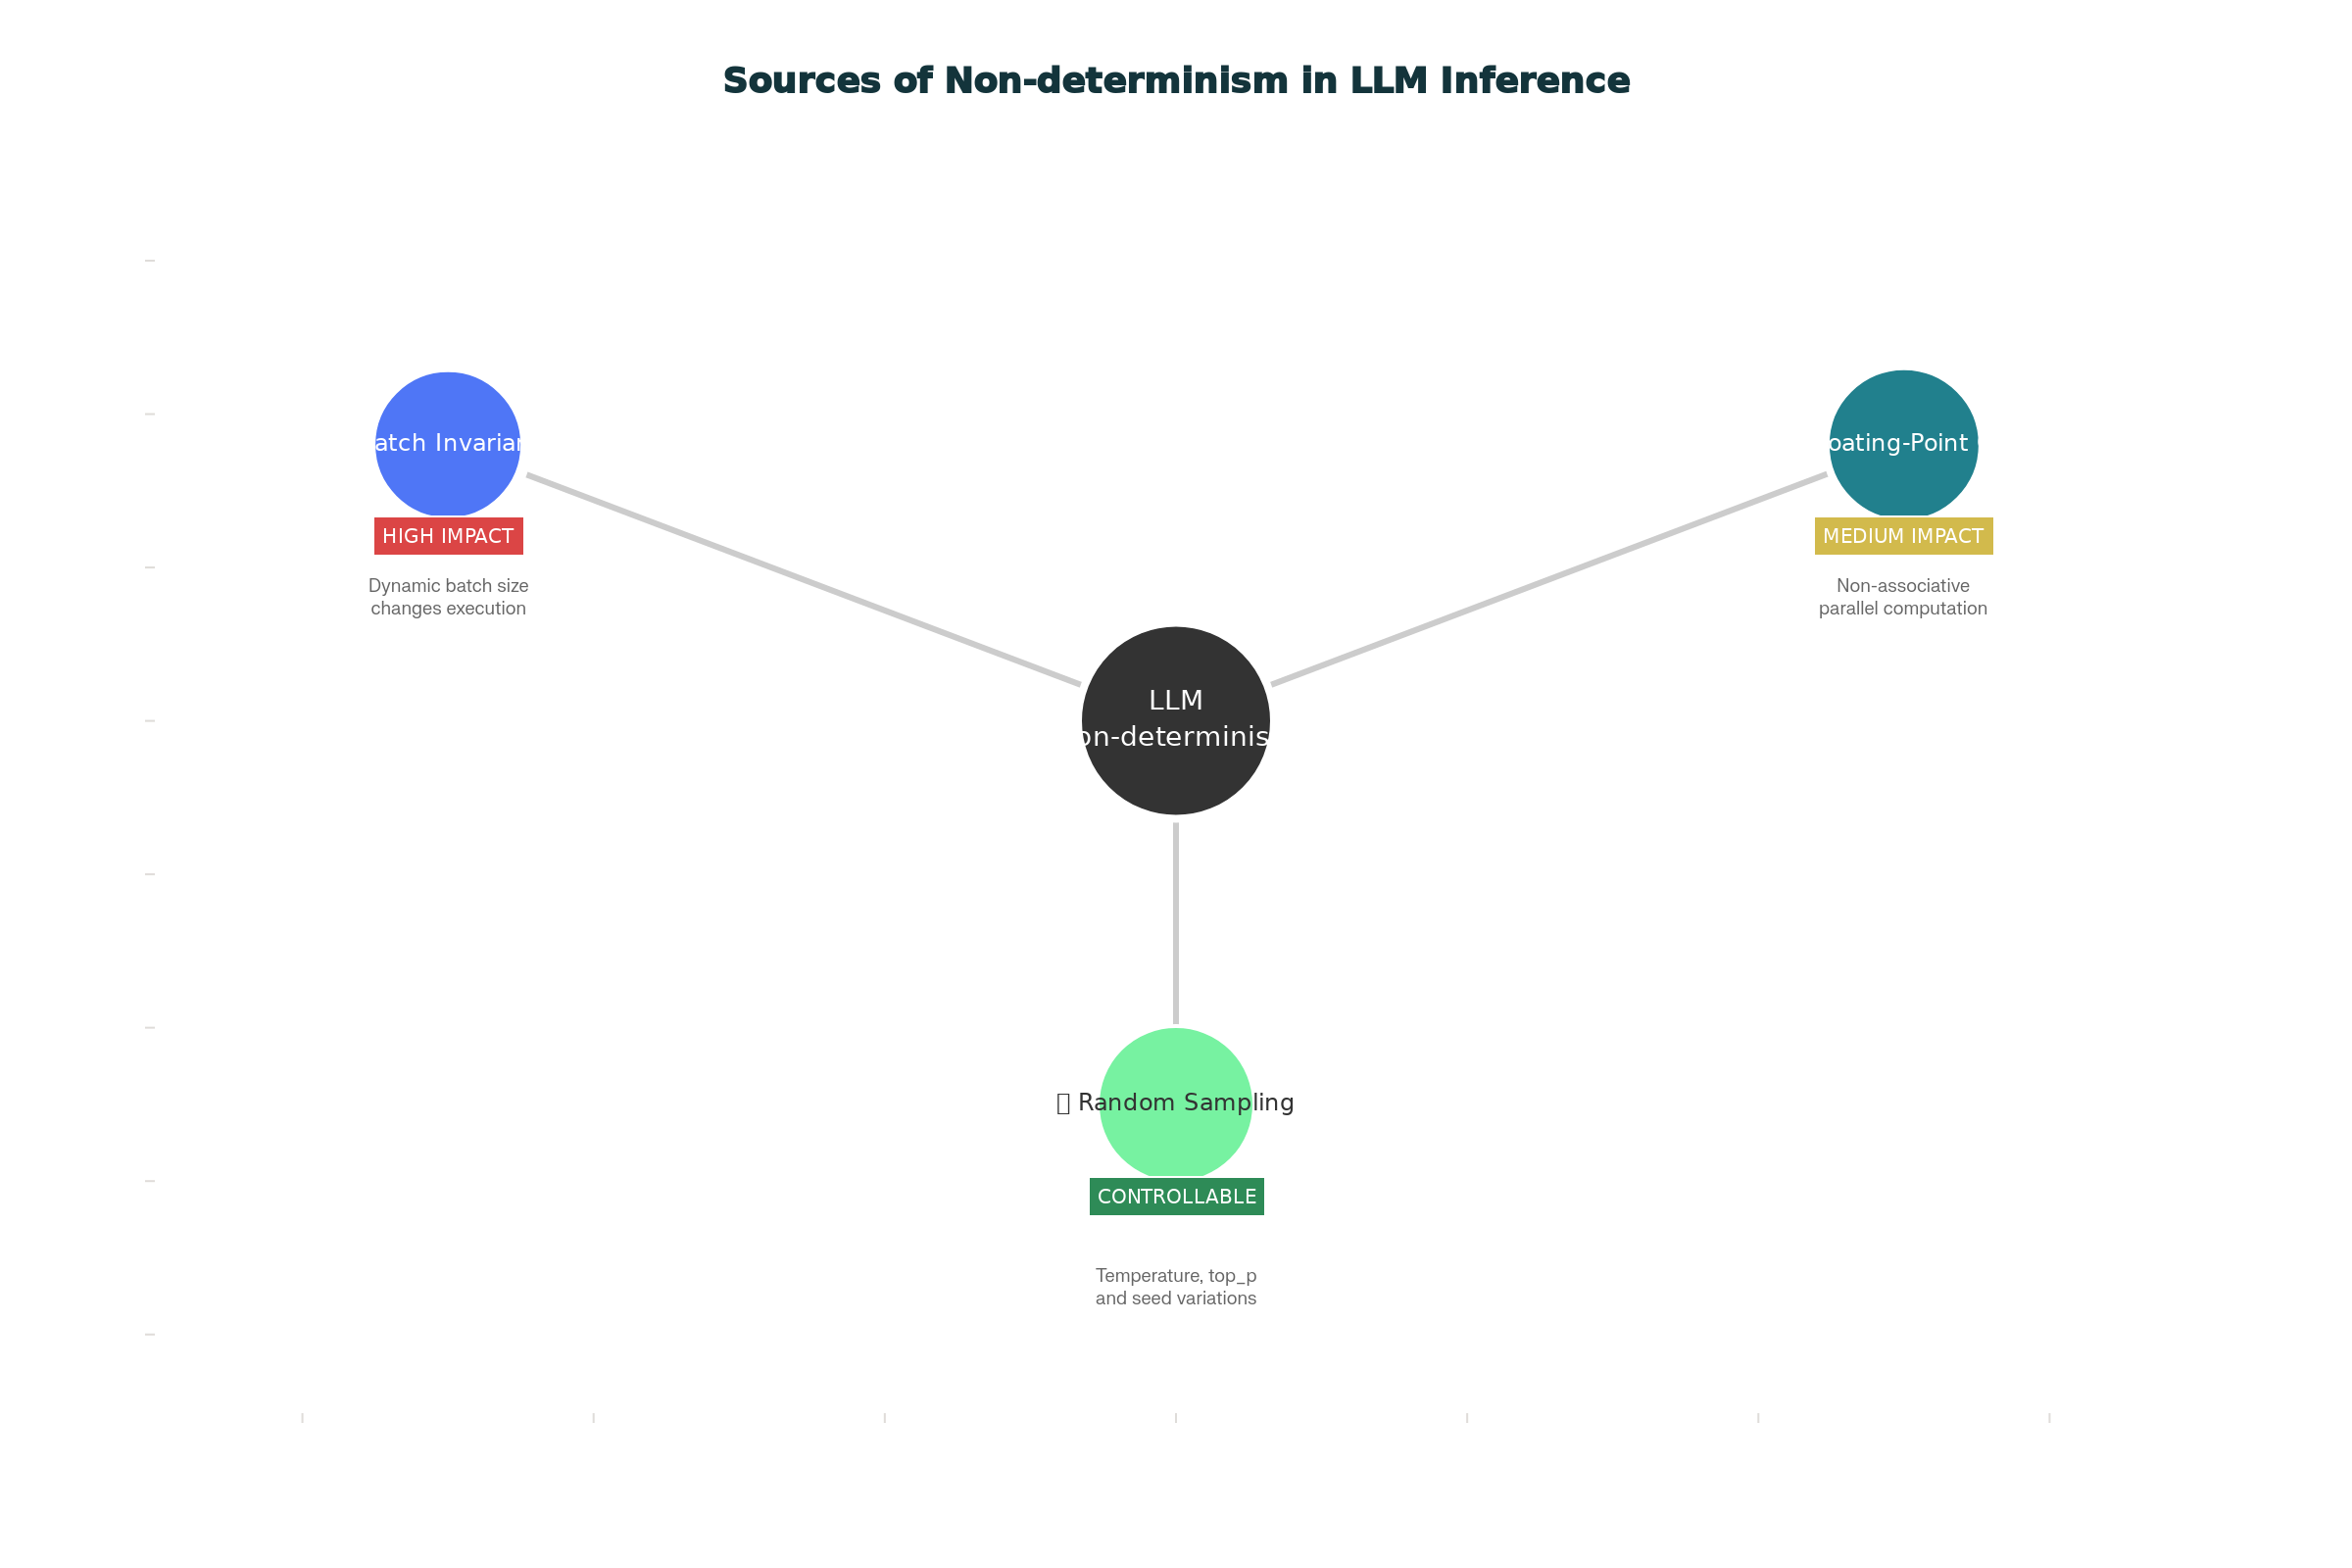 Sources of Non-determinism in LLM Inference
atch Invarian
HIGH IMPACT
Dynamic batch size
changes execution
oating-Point
MEDIUM IMPACT
Non-associative
parallel computation
LLM
on-determinis
Random Sampling
CONTROLLABLE
Temperature, top_p
and seed variations